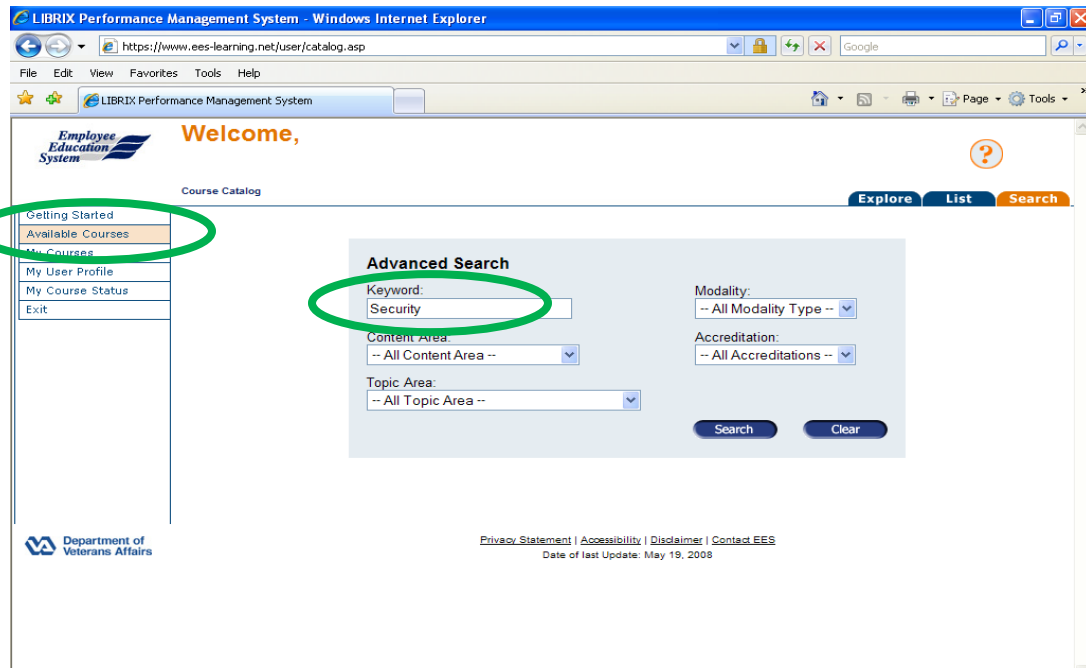 LIBRIX Performance Management System - Windows Internet Explorer
https://www.ees-learning.net/user/catalog.asp
Google
File Edit View Favorites Tools Help
LIBRIX Performance Management System
Page Tools
Employee
Education
System
Welcome,
?
Course Catalog
Explore List Search
Getting Started
Available Courses
My Courses
My User Profile
My Course Status
Exit
Advanced Search
Keyword: Modality:
Security -- All Modality Type --
Content Area: Accreditation:
-- All Content Area -- -- All Accreditations --
Topic Area:
-- All Topic Area --
Search Clear
VA Department of
Veterans Affairs
Privacy Statement | Accessibility | Disclaimer | Contact EES
Date of last Update: May 19, 2008